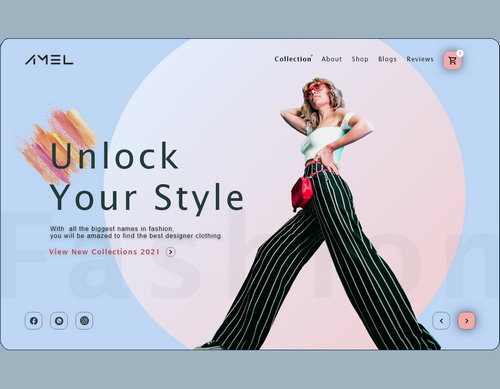 AMEL
Collection* About Shop Blogs Reviews
1
Unlock
Your Style
With all the biggest names in fashion,
you will be amazed to find the best designer clothing.
View New Collections 2021
Fashion